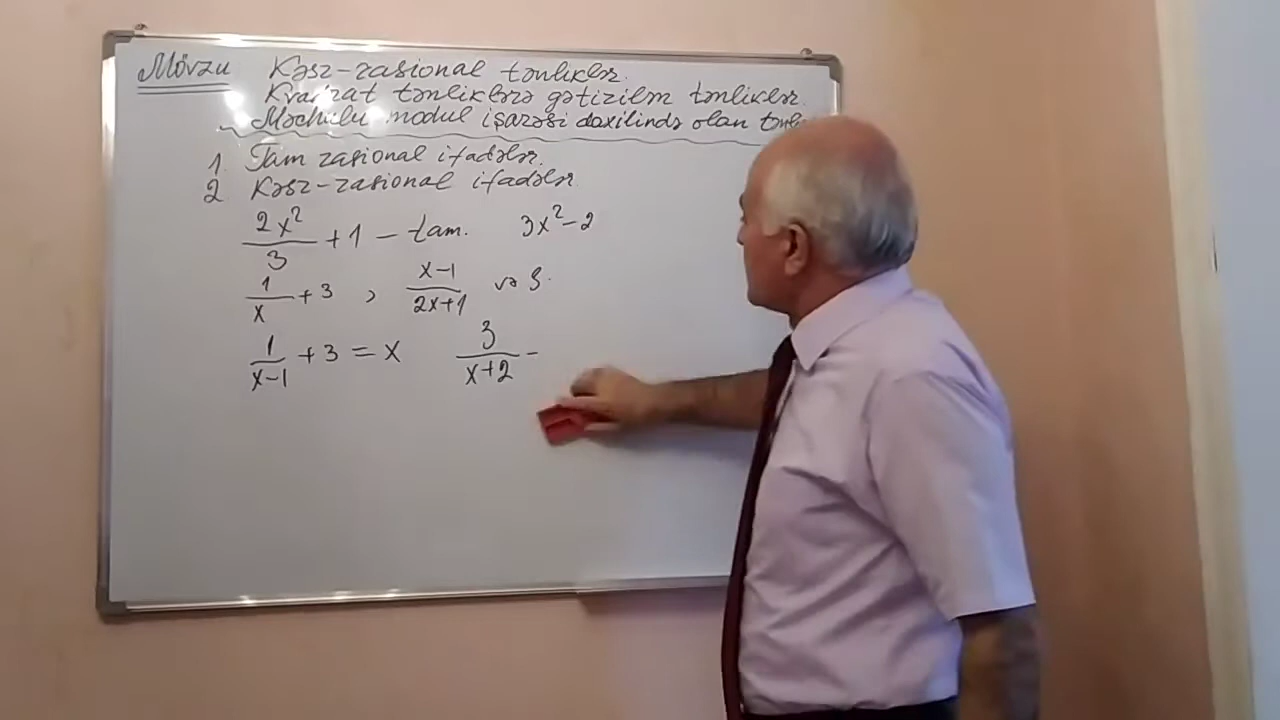 Mövzu Kəsr-rasional tənliklər.
Kvadrat tənliklərə gətirilən tənliklər.
Məchulu modul işarəsi daxilində olan
1. Tam rasional ifadələr.
2 Kəsr-rasional ifadələr
2x²/3 + 1 – tam. 3x² – 2
1/x + 3 , x–1/2x+1 və s.
1/x–1 + 3 = x 3/x+2 –